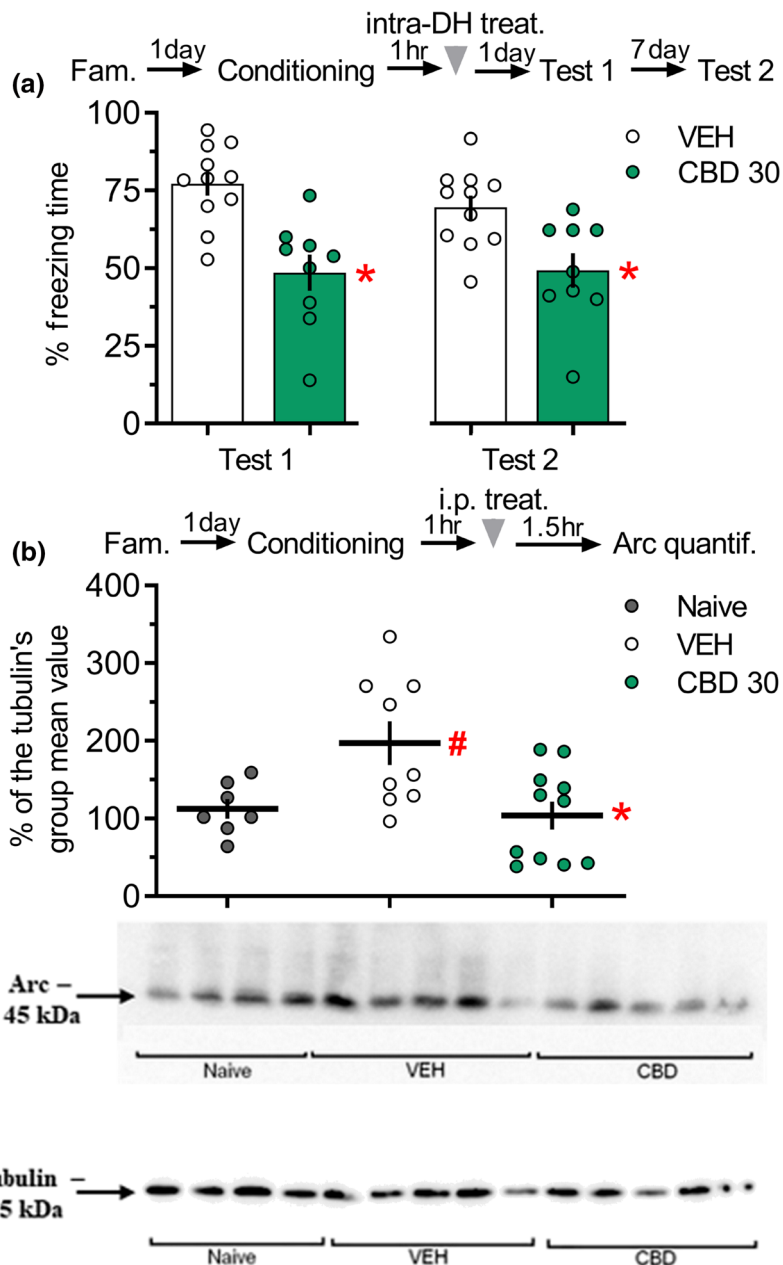 intra-DH treat.
(a) Fam. 1day Conditioning 1hr 1day Test 1 7day Test 2
100
75
50
25
0
% freezing time
VEH
CBD 30
*
*
Test 1
Test 2
i.p. treat.
(b) Fam. 1day Conditioning 1hr 1.5hr Arc quantif.
400
300
200
100
0
% of the tubulin's
group mean value
Naive
VEH
CBD 30
#
*
Arc –
45 kDa
Naive VEH CBD
bulin –
5 kDa
Naive VEH CBD